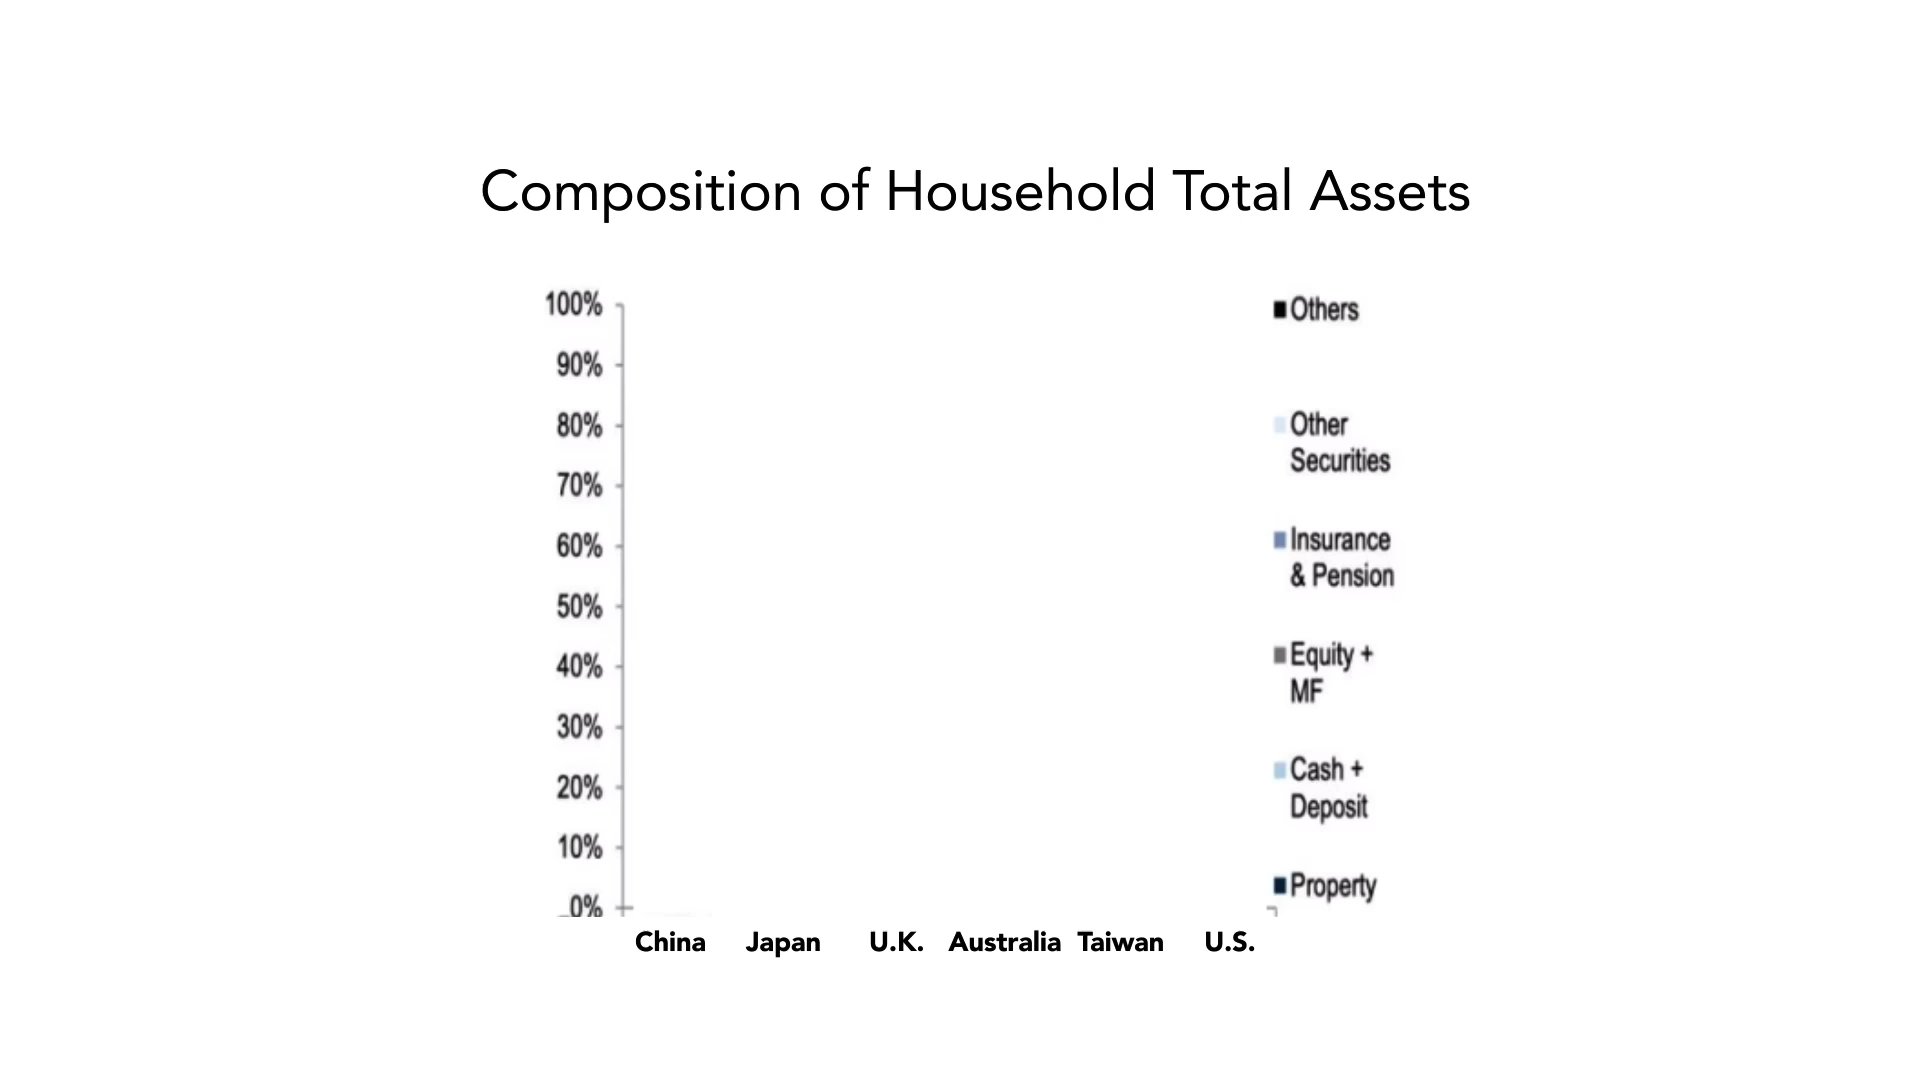 Composition of Household Total Assets
100%
90%
80%
70%
60%
50%
40%
30%
20%
10%
0%
Others
Other
Securities
Insurance
& Pension
Equity +
MF
Cash +
Deposit
Property
China Japan U.K. Australia Taiwan U.S.